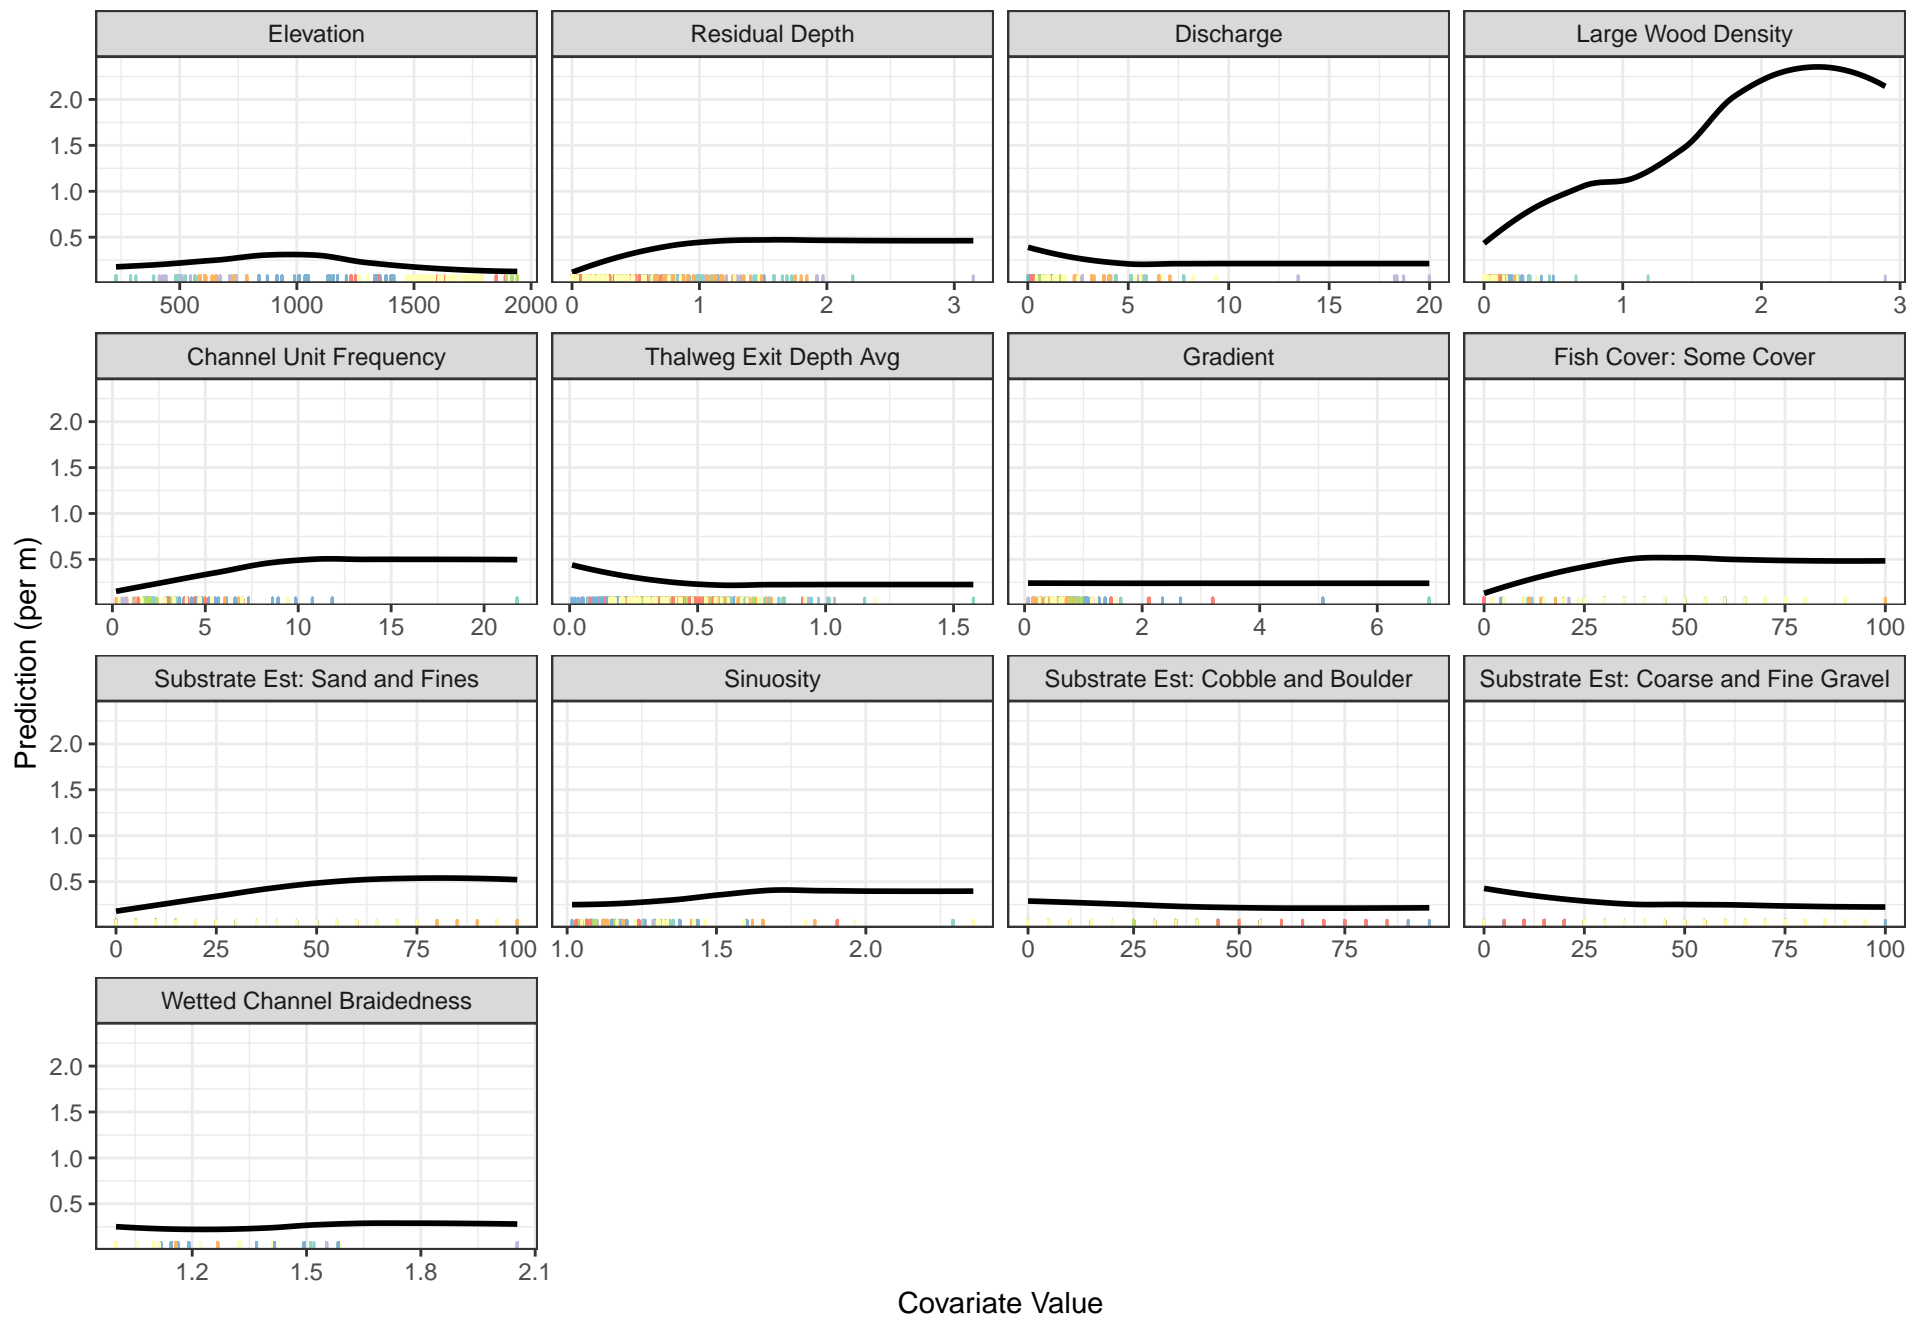 Elevation
Residual Depth
Discharge
Large Wood Density
2.0
1.5
1.0
0.5
500 1000 1500 2000
0 1 2 3
0 5 10 15 20
0 1 2 3
Channel Unit Frequency
Thalweg Exit Depth Avg
Gradient
Fish Cover: Some Cover
2.0
1.5
1.0
0.5
0 5 10 15 20
0.0 0.5 1.0 1.5
0 2 4 6
0 25 50 75 100
Prediction (per m)
Substrate Est: Sand and Fines
Sinuosity
Substrate Est: Cobble and Boulder
Substrate Est: Coarse and Fine Gravel
2.0
1.5
1.0
0.5
0 25 50 75 100
1.0 1.5 2.0
0 25 50 75
0 25 50 75 100
Wetted Channel Braidedness
2.0
1.5
1.0
0.5
1.2 1.5 1.8 2.1
Covariate Value